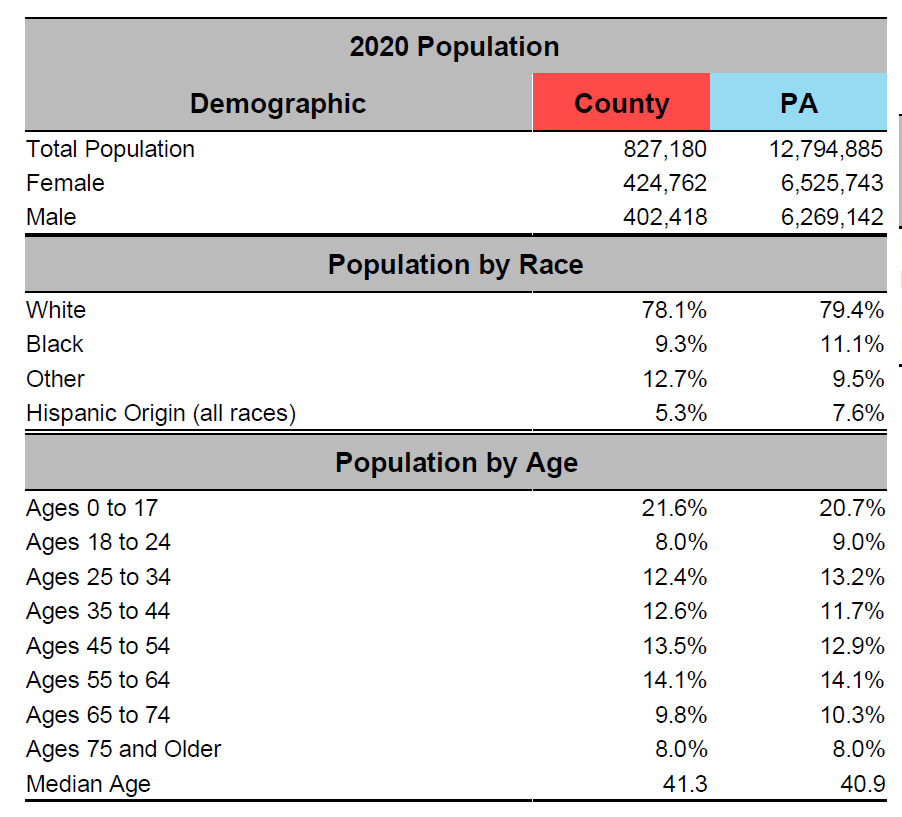 2020 Population
Demographic County PA
Total Population 827,180 12,794,885
Female 424,762 6,525,743
Male 402,418 6,269,142
Population by Race
White 78.1% 79.4%
Black 9.3% 11.1%
Other 12.7% 9.5%
Hispanic Origin (all races) 5.3% 7.6%
Population by Age
Ages 0 to 17 21.6% 20.7%
Ages 18 to 24 8.0% 9.0%
Ages 25 to 34 12.4% 13.2%
Ages 35 to 44 12.6% 11.7%
Ages 45 to 54 13.5% 12.9%
Ages 55 to 64 14.1% 14.1%
Ages 65 to 74 9.8% 10.3%
Ages 75 and Older 8.0% 8.0%
Median Age 41.3 40.9